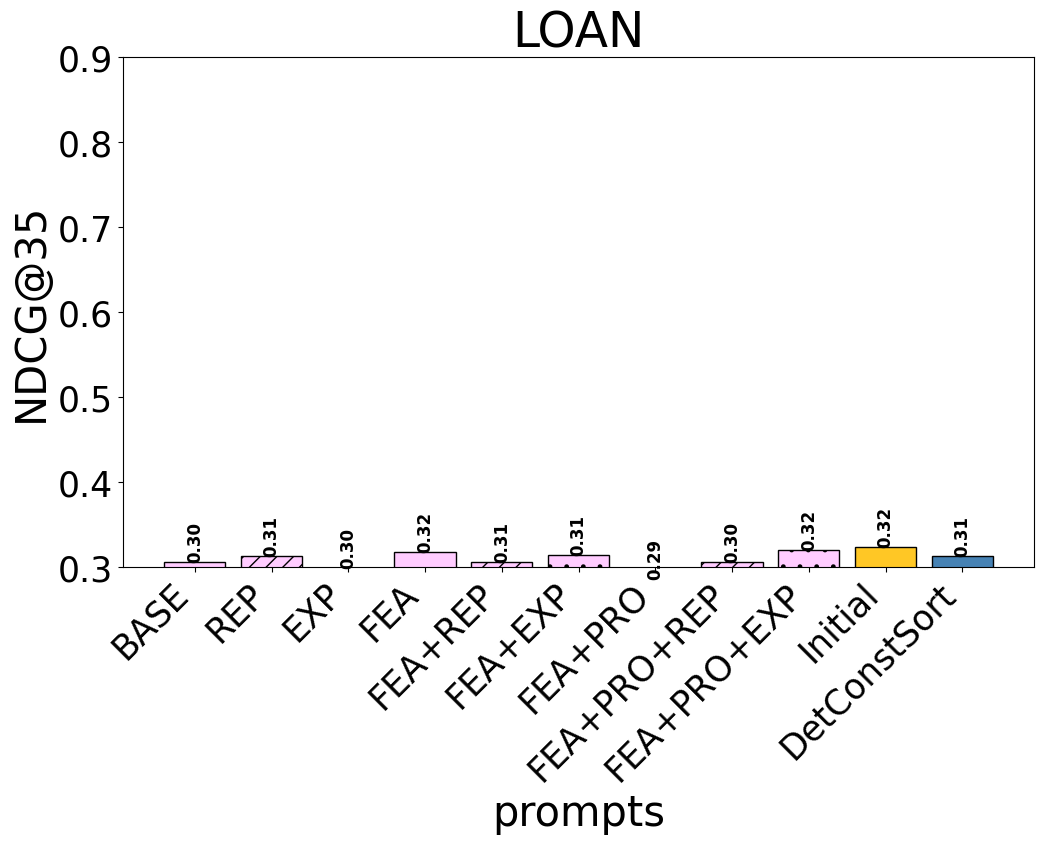 LOAN
NDCG@35
0.9
0.8
0.7
0.6
0.5
0.4
0.3
0.30
0.31
0.30
0.32
0.31
0.31
0.29
0.30
0.32
0.32
0.31
BASE
REP
EXP
FEA
FEA+REP
FEA+EXP
FEA+PRO
FEA+PRO+REP
FEA+PRO+EXP
Initial
DetConstSort
prompts